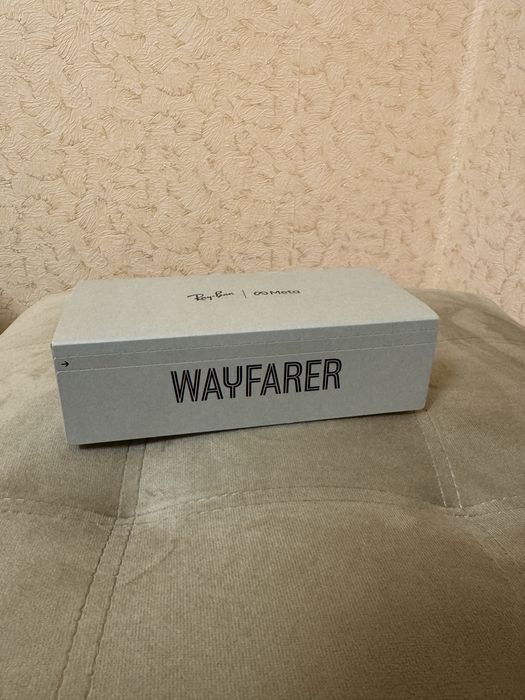 Ray-Ban | ∞ Meta
→
WAYFARER